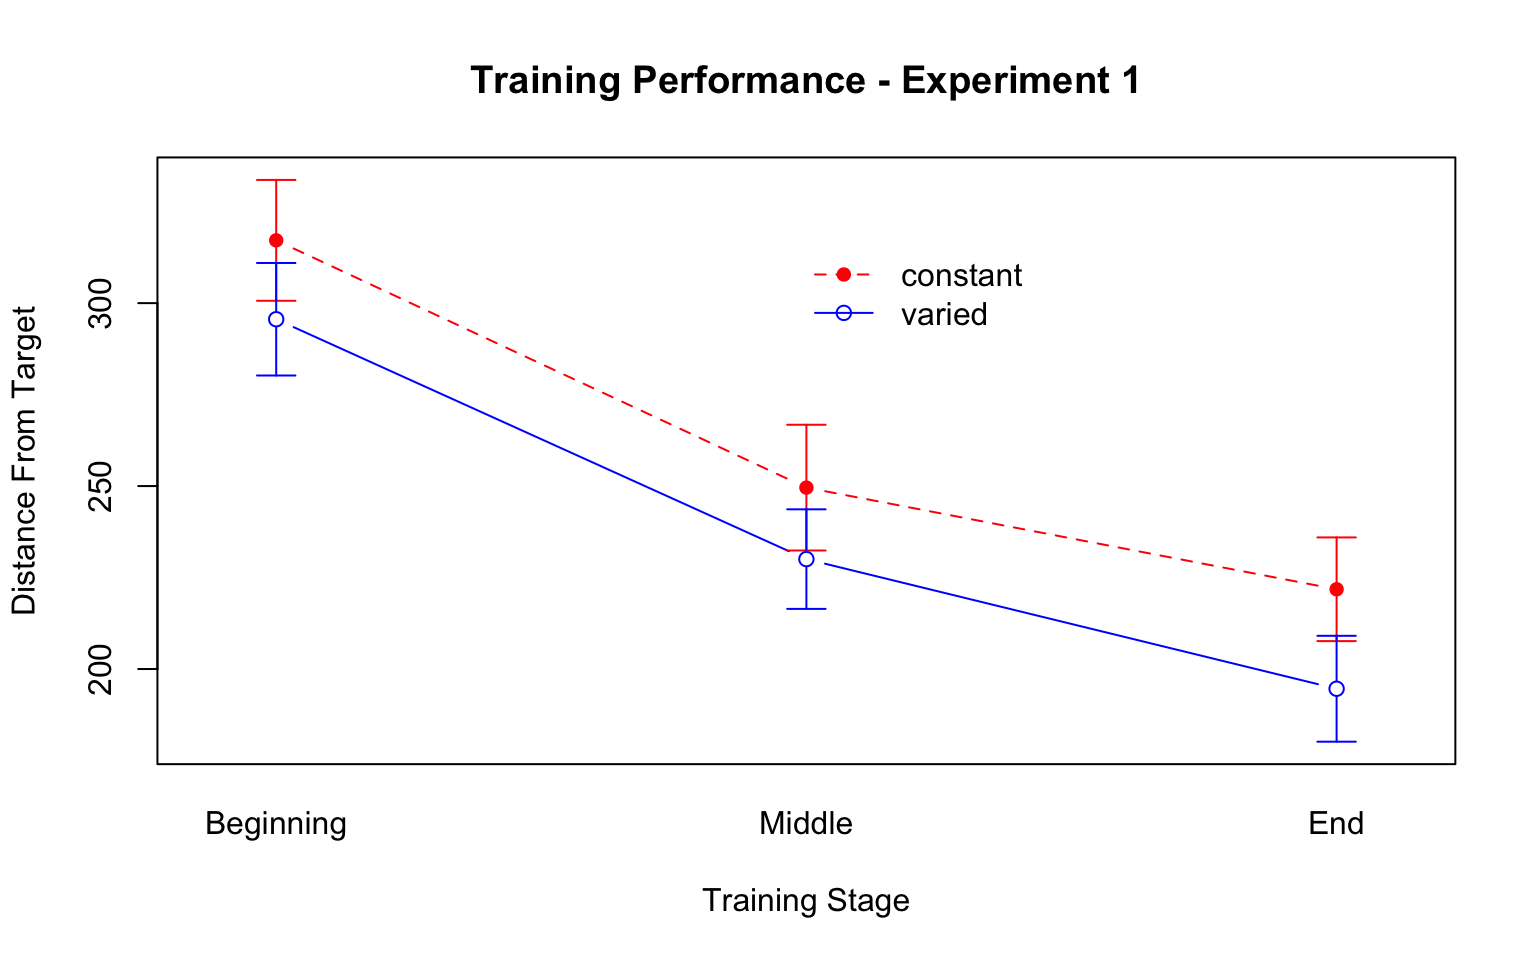 Training Performance - Experiment 1
constant
varied
300
250
200
Distance From Target
Beginning Middle End
Training Stage